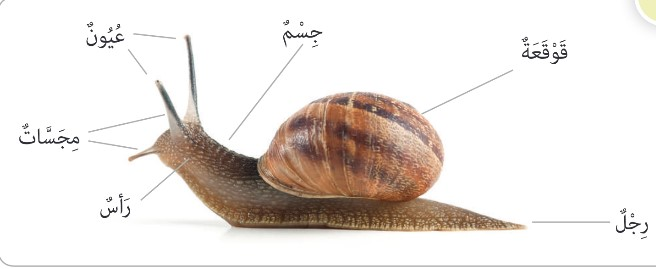 عُيُونٌ
جِسْمٌ
قَوْقَعَةٌ
مِجَسَّاتٌ
رَأْسٌ
رِجْلٌ